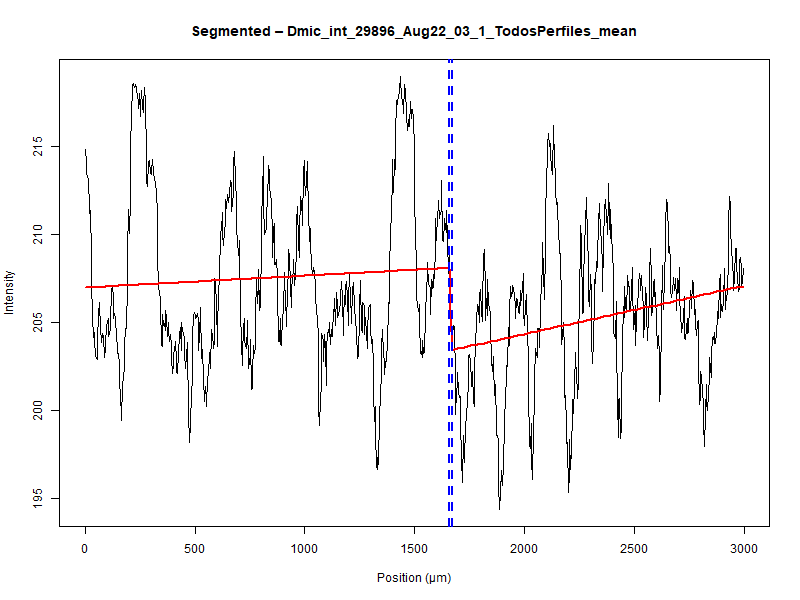 Segmented – Dmic_int_29896_Aug22_03_1_TodosPerfiles_mean
Intensity
215
210
205
200
195
0 500 1000 1500 2000 2500 3000
Position (µm)